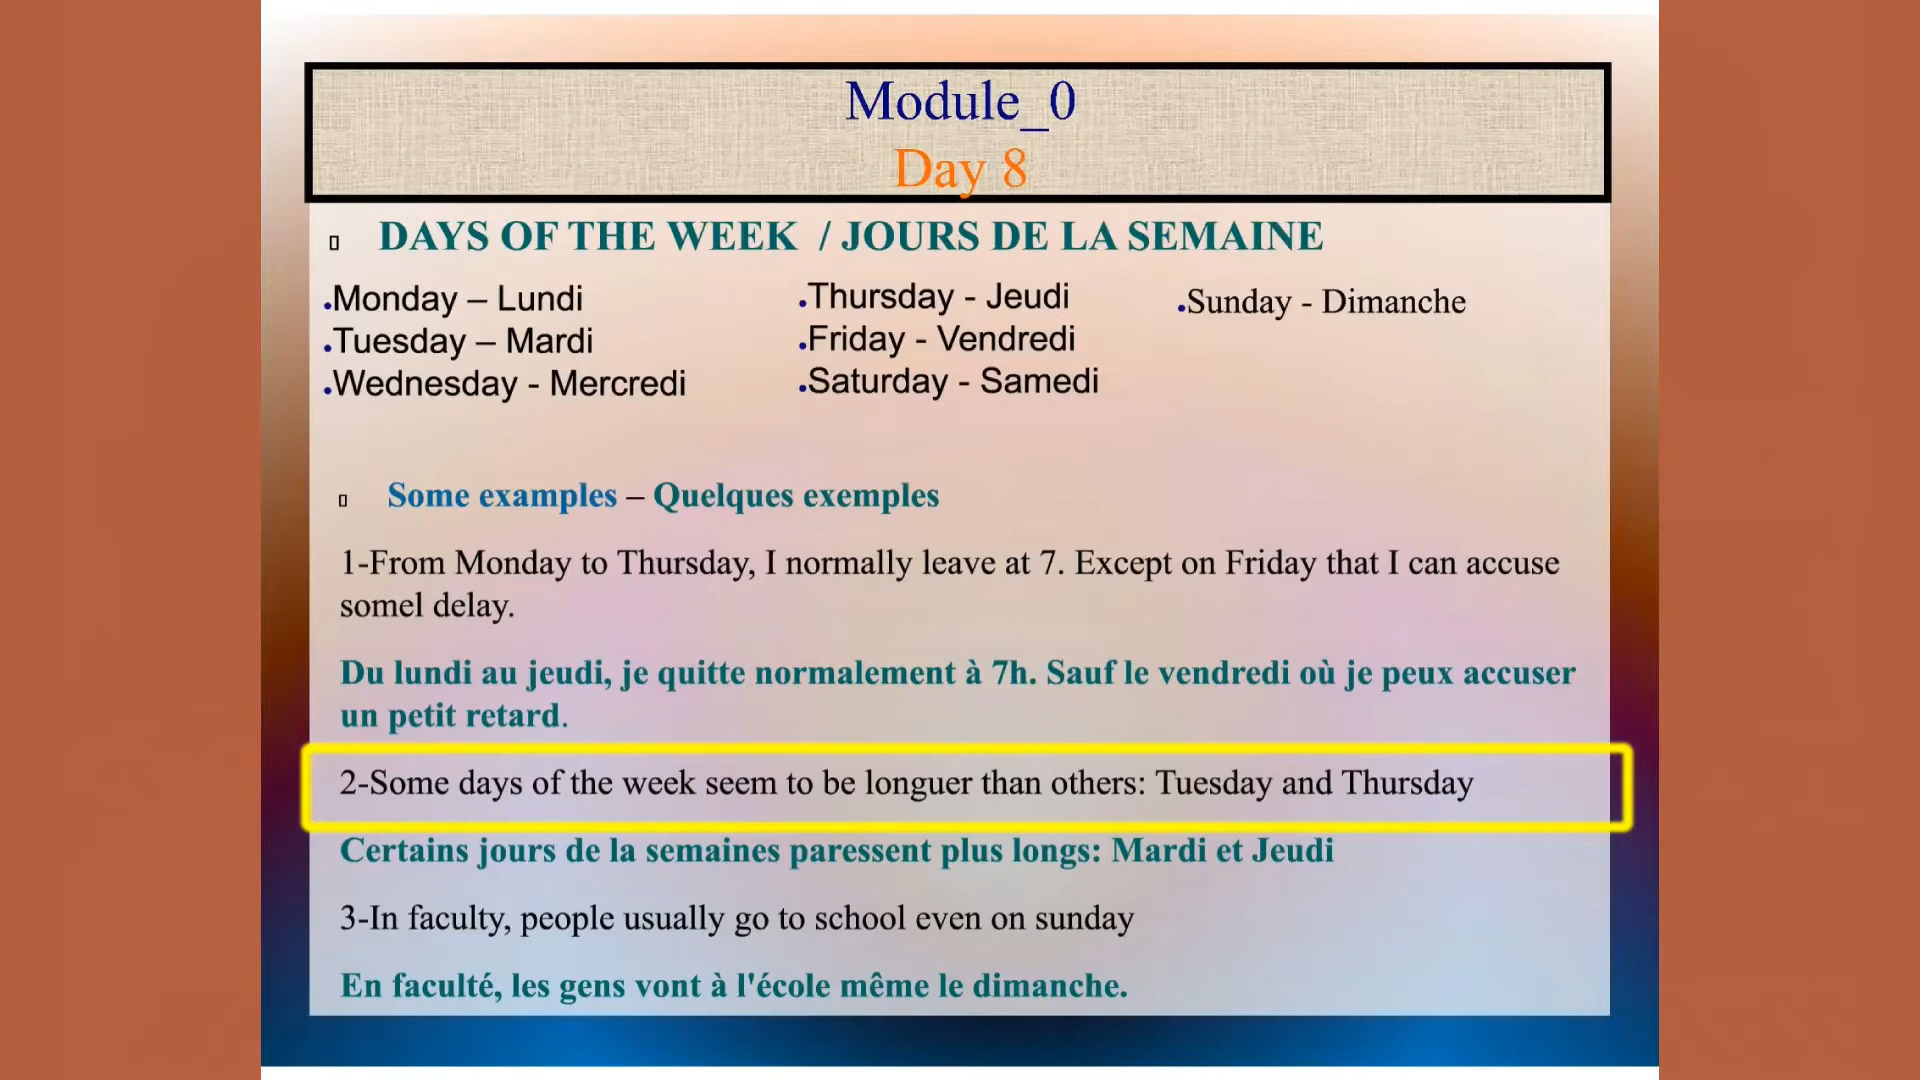 Module_0
Day 8
DAYS OF THE WEEK / JOURS DE LA SEMAINE
.Monday – Lundi
.Tuesday – Mardi
.Wednesday - Mercredi
.Thursday - Jeudi
.Friday - Vendredi
.Saturday - Samedi
.Sunday - Dimanche
Some examples – Quelques exemples
1-From Monday to Thursday, I normally leave at 7. Except on Friday that I can accuse
somel delay.
Du lundi au jeudi, je quitte normalement à 7h. Sauf le vendredi où je peux accuser
un petit retard.
2-Some days of the week seem to be longuer than others: Tuesday and Thursday
Certains jours de la semaines paressent plus longs: Mardi et Jeudi
3-In faculty, people usually go to school even on sunday
En faculté, les gens vont à l'école même le dimanche.